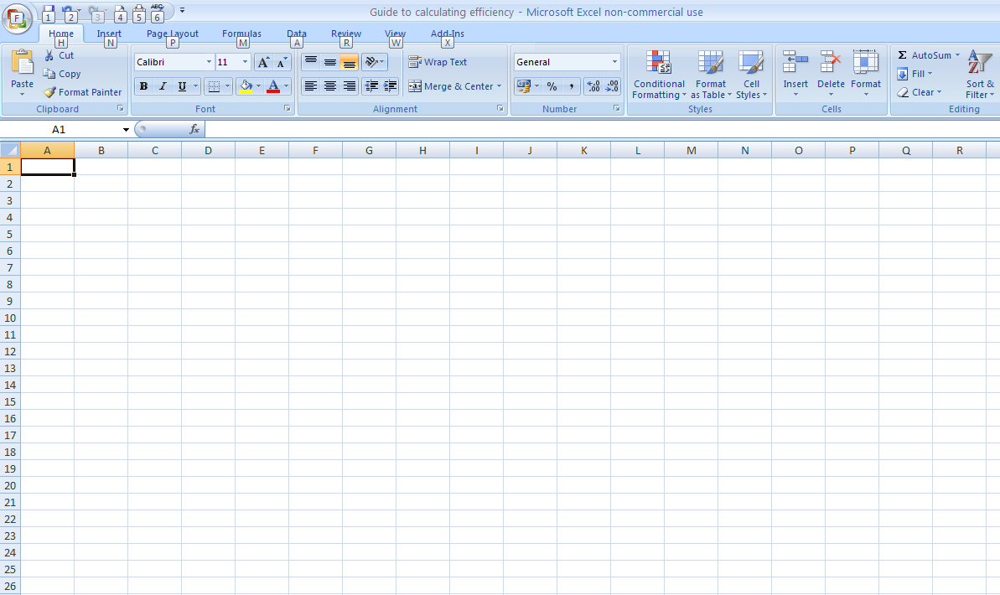 Guide to calculating efficiency - Microsoft Excel non-commercial use
F 1 2 3 4 5 6
ABC
Home Insert Page Layout Formulas Data Review View Add-Ins
H N P M A R W X
Paste Cut Copy Format Painter
Clipboard
Calibri 11 A A
B I U A
Font
Wrap Text
Merge & Center
Alignment
General
% , .00 .0 .00
Number
Conditional Formatting Format as Table Cell Styles
Styles
Insert Delete Format
Cells
Σ AutoSum Fill Clear Sort & Filter
Editing
A1 fx
A B C D E F G H I J K L M N O P Q R
1
2
3
4
5
6
7
8
9
10
11
12
13
14
15
16
17
18
19
20
21
22
23
24
25
26